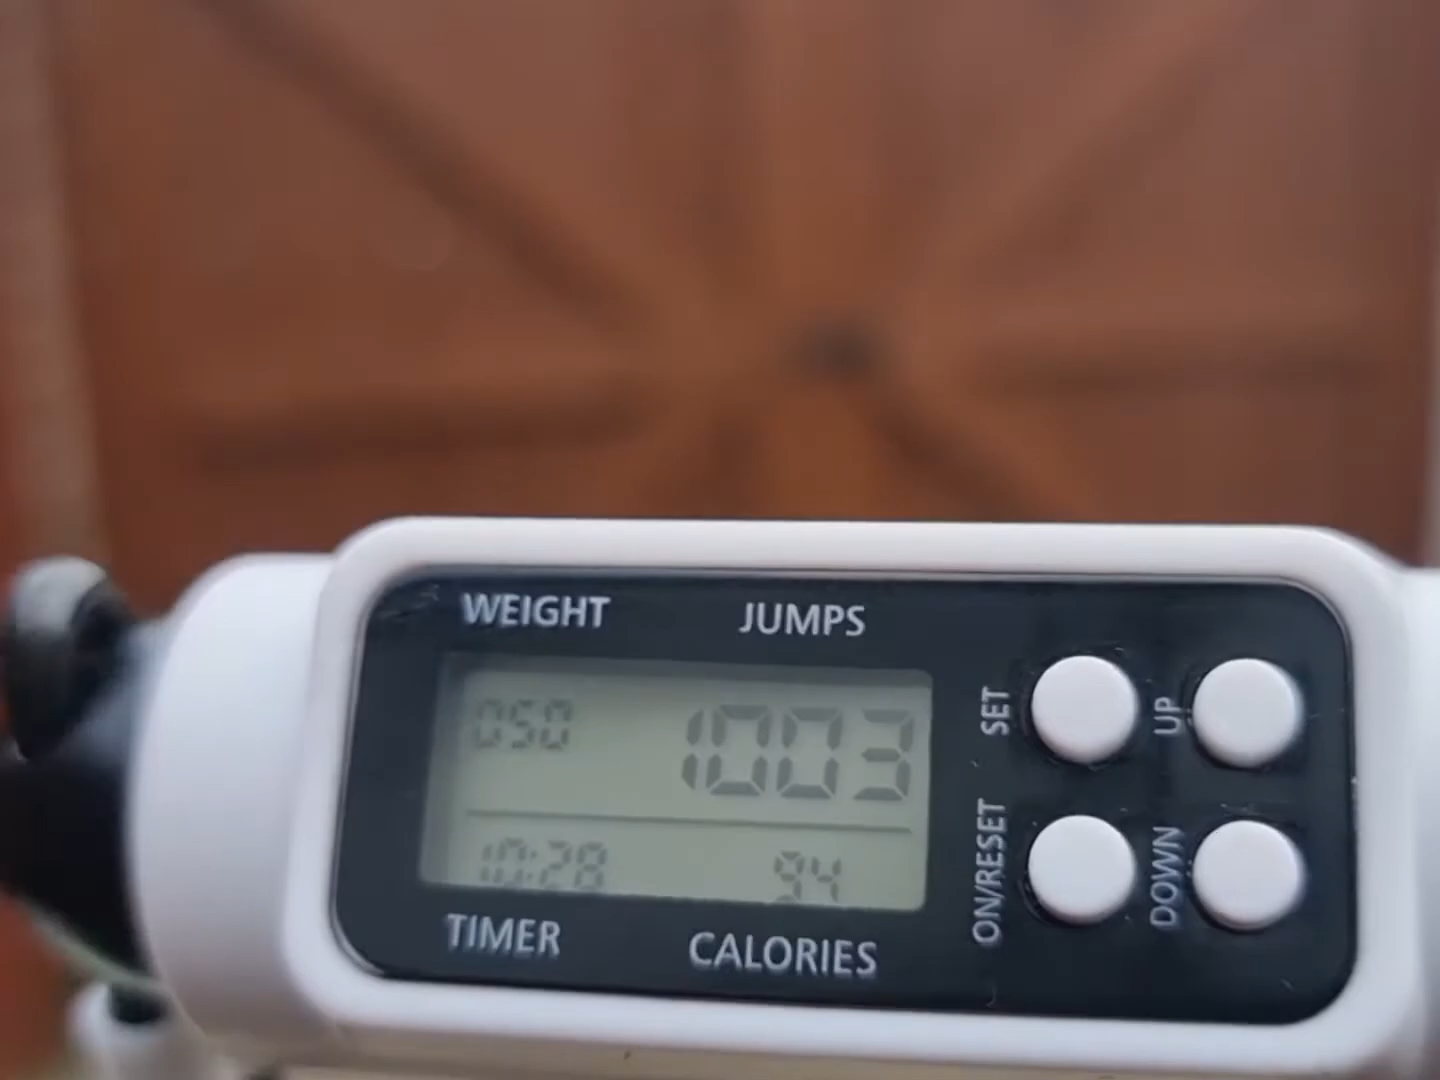 WEIGHT JUMPS
050 1003
10:28 94
TIMER CALORIES
SET UP
ON/RESET DOWN